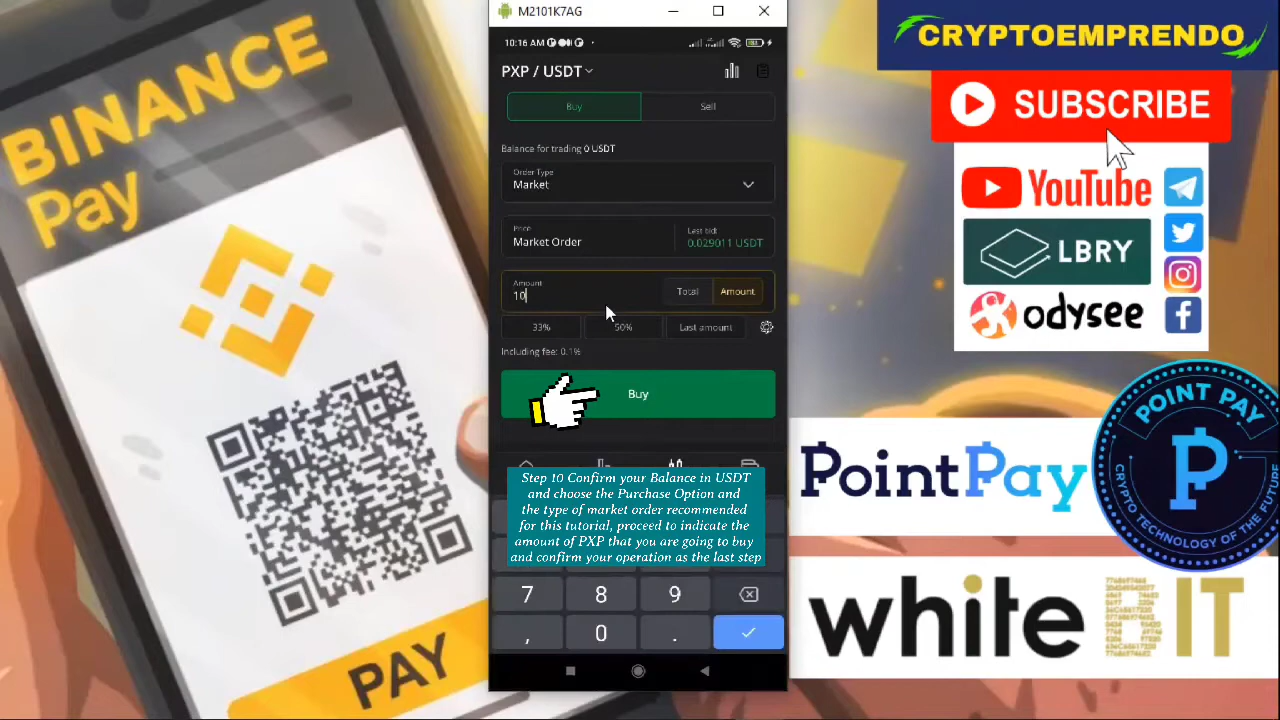 BINANCE
Pay
PAY
M2101K7AG
10:16 AM
PXP / USDT
Buy
Sell
Balance for trading 0 USDT
Order Type
Market
Price
Market Order
Last bid:
0.029011 USDT
Amount
10
Total
Amount
33%
50%
Last amount
Including fee: 0.1%
Buy
Step 10 Confirm your Balance in USDT
and choose the Purchase Option and
the type of market order recommended
for this tutorial, proceed to indicate the
amount of PXP that you are going to buy
and confirm your operation as the last step
7 8 9
, 0 .
CRYPTOEMPRENDO
SUBSCRIBE
YouTube
LBRY
odysee
PointPay
POINT PAY
CRYPTO TECHNOLOGY OF THE FUTURE
whiteBIT